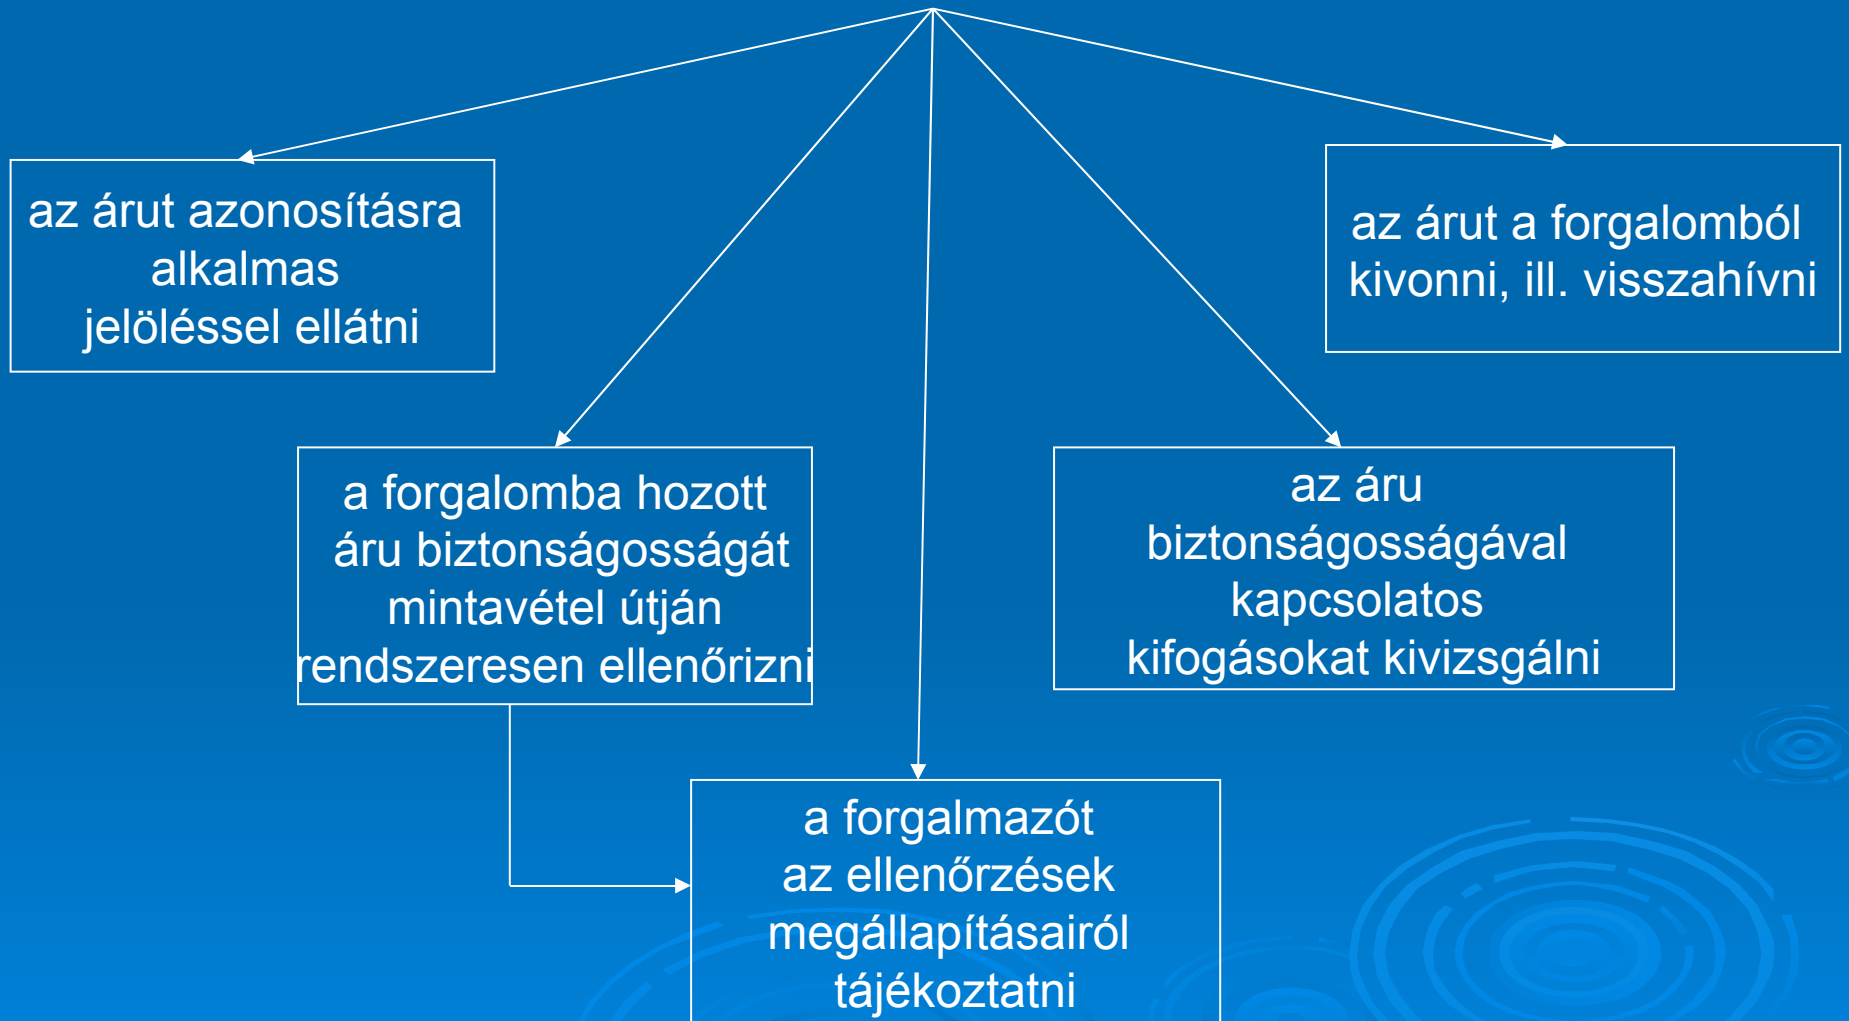 az árut azonosításra
alkalmas
jelöléssel ellátni
az árut a forgalomból
kivonni, ill. visszahívni
a forgalomba hozott
áru biztonságosságát
mintavétel útján
rendszeresen ellenőrizni
az áru
biztonságosságával
kapcsolatos
kifogásokat kivizsgálni
a forgalmazót
az ellenőrzések
megállapításairól
tájékoztatni